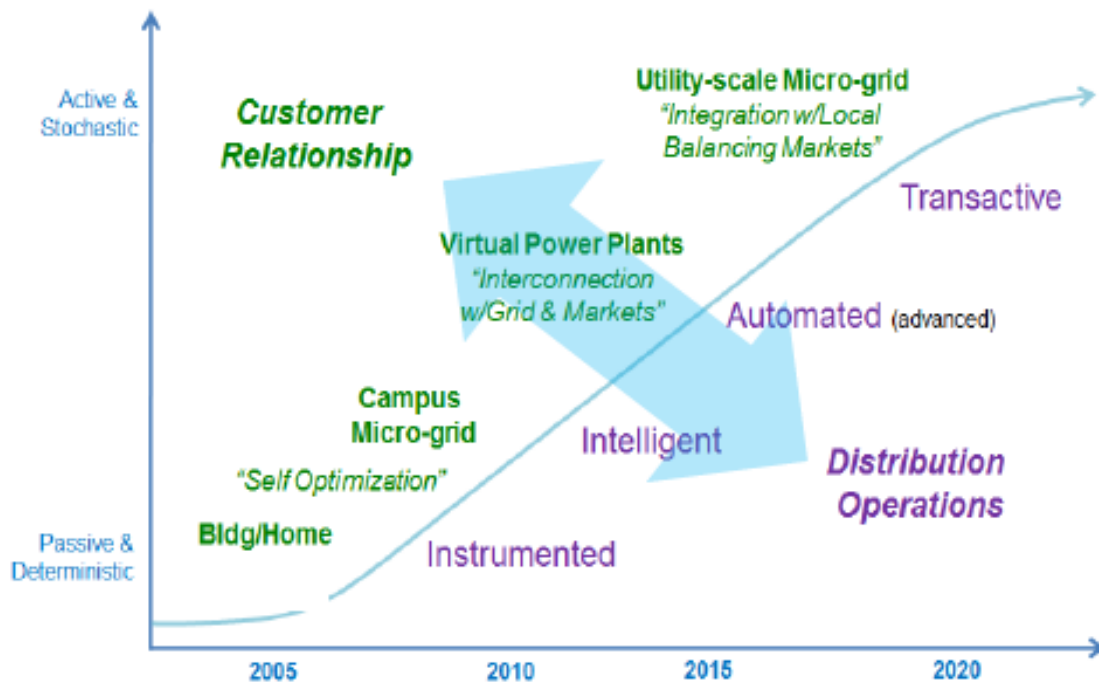 Active &
Stochastic
Customer
Relationship
Utility-scale Micro-grid
“Integration w/Local
Balancing Markets”
Transactive
Virtual Power Plants
“Interconnection
w/Grid & Markets”
Automated (advanced)
Campus
Micro-grid
Intelligent
“Self Optimization”
Distribution
Operations
Bldg/Home
Instrumented
Passive &
Deterministic
2005
2010
2015
2020